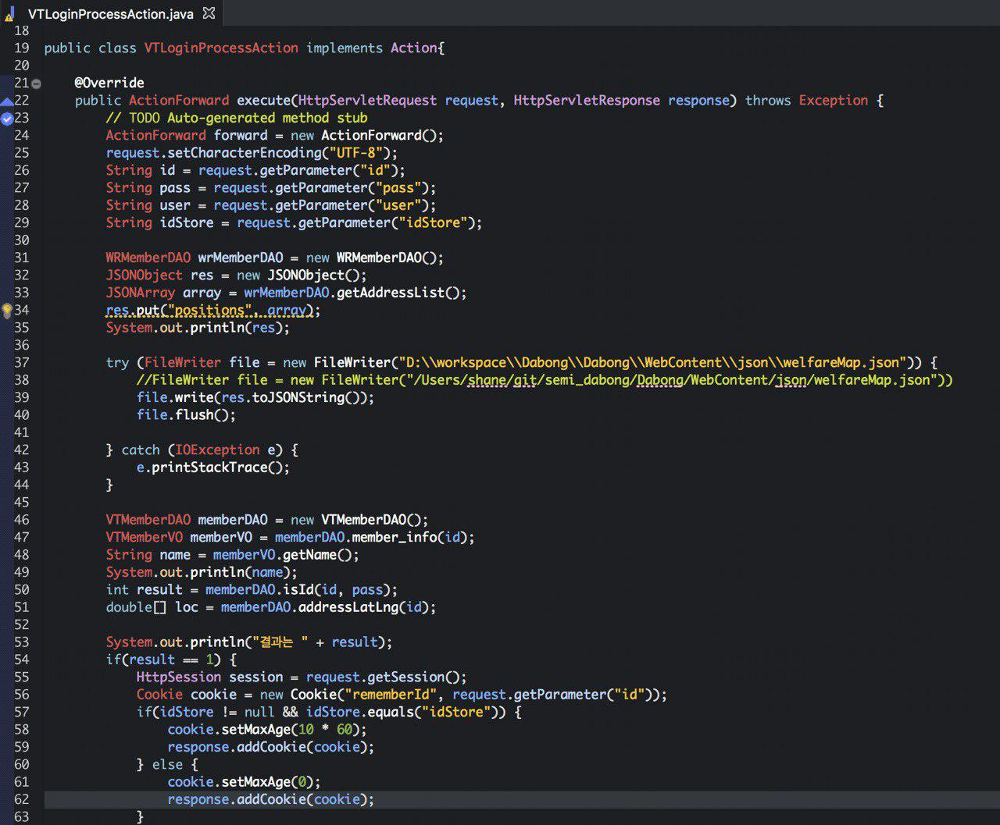 VTLoginProcessAction.java
18
19 public class VTLoginProcessAction implements Action{
20
21 @Override
22 public ActionForward execute(HttpServletRequest request, HttpServletResponse response) throws Exception {
23 // TODO Auto-generated method stub
24 ActionForward forward = new ActionForward();
25 request.setCharacterEncoding("UTF-8");
26 String id = request.getParameter("id");
27 String pass = request.getParameter("pass");
28 String user = request.getParameter("user");
29 String idStore = request.getParameter("idStore");
30
31 WRMemberDAO wrMemberDAO = new WRMemberDAO();
32 JSONObject res = new JSONObject();
33 JSONArray array = wrMemberDAO.getAddressList();
34 res.put("positions", array);
35 System.out.println(res);
36
37 try (FileWriter file = new FileWriter("D:\\workspace\\Dabong\\Dabong\\WebContent\\json\\welfareMap.json")) {
38 //FileWriter file = new FileWriter("/Users/shane/git/semi_dabong/Dabong/WebContent/json/welfareMap.json"))
39 file.write(res.toJSONString());
40 file.flush();
41
42 } catch (IOException e) {
43 e.printStackTrace();
44 }
45
46 VTMemberDAO memberDAO = new VTMemberDAO();
47 VTMemberVO memberVO = memberDAO.member_info(id);
48 String name = memberVO.getName();
49 System.out.println(name);
50 int result = memberDAO.isId(id, pass);
51 double[] loc = memberDAO.addressLatLng(id);
52
53 System.out.println("결과는 " + result);
54 if(result == 1) {
55 HttpSession session = request.getSession();
56 Cookie cookie = new Cookie("rememberId", request.getParameter("id"));
57 if(idStore != null && idStore.equals("idStore")) {
58 cookie.setMaxAge(10 * 60);
59 response.addCookie(cookie);
60 } else {
61 cookie.setMaxAge(0);
62 response.addCookie(cookie);
63 }